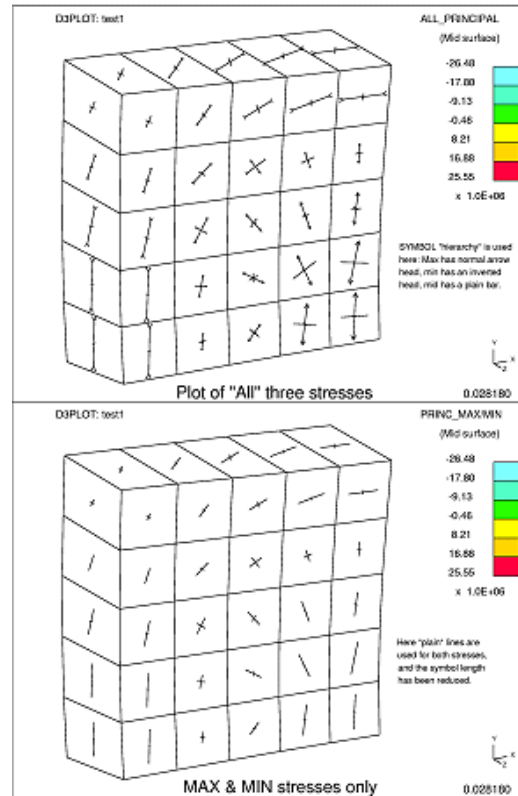 D3PLOT: test1
ALL_PRINCIPAL
(Mid surface)
-26.48
-17.80
-9.13
-0.46
8.21
16.88
25.55
x 1.0E+06
SYMBOL "hierarchy" is used
here: Max has normal arrow
head, min has an inverted
head, mid has a plain bar.
Y
X
Z
Plot of "All" three stresses
0.028180
D3PLOT: test1
PRINC_MAX/MIN
(Mid surface)
-26.48
-17.80
-9.13
-0.46
8.21
16.88
25.55
x 1.0E+06
Here "plain" lines are
used for both stresses,
and the symbol length
has been reduced.
Y
X
Z
MAX & MIN stresses only
0.028180